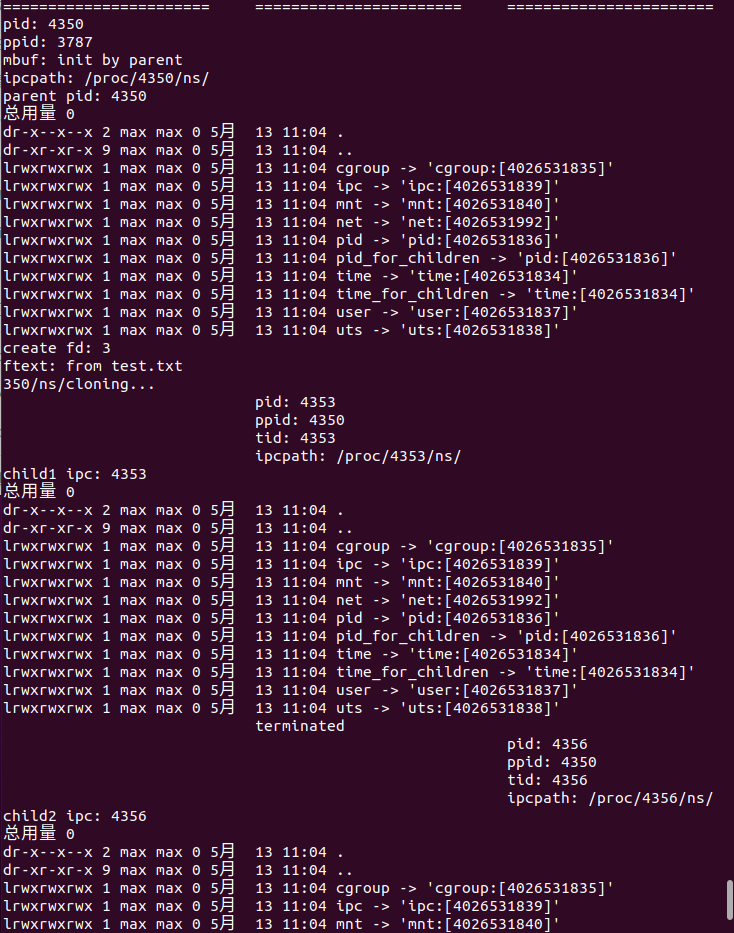 =======================     =======================     =======================
pid: 4350
ppid: 3787
mbuf: init by parent
ipcpath: /proc/4350/ns/
parent pid: 4350
总用量 0
dr-x--x--x 2 max max 0 5月  13 11:04 .
dr-xr-xr-x 9 max max 0 5月  13 11:04 ..
lrwxrwxrwx 1 max max 0 5月  13 11:04 cgroup -> 'cgroup:[4026531835]'
lrwxrwxrwx 1 max max 0 5月  13 11:04 ipc -> 'ipc:[4026531839]'
lrwxrwxrwx 1 max max 0 5月  13 11:04 mnt -> 'mnt:[4026531840]'
lrwxrwxrwx 1 max max 0 5月  13 11:04 net -> 'net:[4026531992]'
lrwxrwxrwx 1 max max 0 5月  13 11:04 pid -> 'pid:[4026531836]'
lrwxrwxrwx 1 max max 0 5月  13 11:04 pid_for_children -> 'pid:[4026531836]'
lrwxrwxrwx 1 max max 0 5月  13 11:04 time -> 'time:[4026531834]'
lrwxrwxrwx 1 max max 0 5月  13 11:04 time_for_children -> 'time:[4026531834]'
lrwxrwxrwx 1 max max 0 5月  13 11:04 user -> 'user:[4026531837]'
lrwxrwxrwx 1 max max 0 5月  13 11:04 uts -> 'uts:[4026531838]'
create fd: 3
ftext: from test.txt
350/ns/cloning...
pid: 4353
ppid: 4350
tid: 4353
ipcpath: /proc/4353/ns/
child1 ipc: 4353
总用量 0
dr-x--x--x 2 max max 0 5月  13 11:04 .
dr-xr-xr-x 9 max max 0 5月  13 11:04 ..
lrwxrwxrwx 1 max max 0 5月  13 11:04 cgroup -> 'cgroup:[4026531835]'
lrwxrwxrwx 1 max max 0 5月  13 11:04 ipc -> 'ipc:[4026531839]'
lrwxrwxrwx 1 max max 0 5月  13 11:04 mnt -> 'mnt:[4026531840]'
lrwxrwxrwx 1 max max 0 5月  13 11:04 net -> 'net:[4026531992]'
lrwxrwxrwx 1 max max 0 5月  13 11:04 pid -> 'pid:[4026531836]'
lrwxrwxrwx 1 max max 0 5月  13 11:04 pid_for_children -> 'pid:[4026531836]'
lrwxrwxrwx 1 max max 0 5月  13 11:04 time -> 'time:[4026531834]'
lrwxrwxrwx 1 max max 0 5月  13 11:04 time_for_children -> 'time:[4026531834]'
lrwxrwxrwx 1 max max 0 5月  13 11:04 user -> 'user:[4026531837]'
lrwxrwxrwx 1 max max 0 5月  13 11:04 uts -> 'uts:[4026531838]'
terminated
pid: 4356
ppid: 4350
tid: 4356
ipcpath: /proc/4356/ns/
child2 ipc: 4356
总用量 0
dr-x--x--x 2 max max 0 5月  13 11:04 .
dr-xr-xr-x 9 max max 0 5月  13 11:04 ..
lrwxrwxrwx 1 max max 0 5月  13 11:04 cgroup -> 'cgroup:[4026531835]'
lrwxrwxrwx 1 max max 0 5月  13 11:04 ipc -> 'ipc:[4026531839]'
lrwxrwxrwx 1 max max 0 5月  13 11:04 mnt -> 'mnt:[4026531840]'